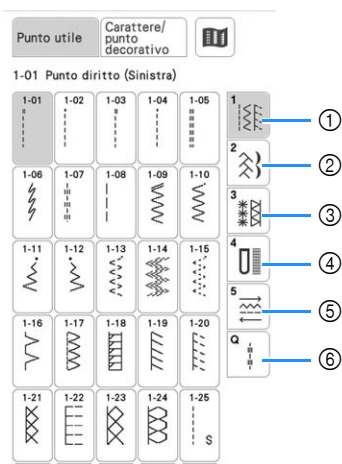 Punto utile
Carattere/
punto
decorativo
1-01 Punto diritto (Sinistra)
1-01 1-02 1-03 1-04 1-05
1-06 1-07 1-08 1-09 1-10
1-11 1-12 1-13 1-14 1-15
1-16 1-17 1-18 1-19 1-20
1-21 1-22 1-23 1-24 1-25
S
1 ①
2 ②
3 ③
4 ④
5 ⑤
Q ⑥